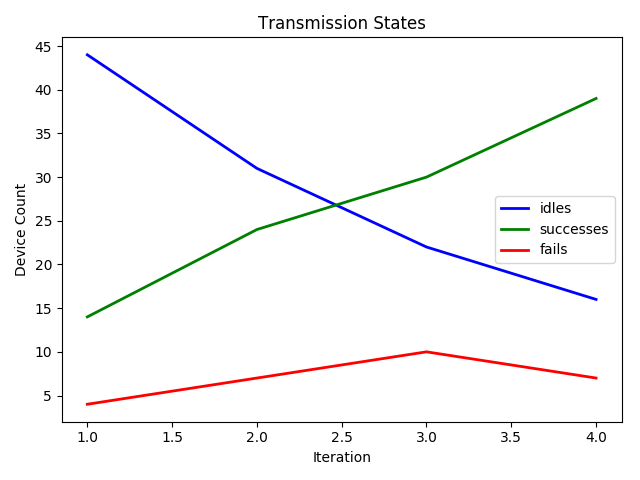 Transmission States
Device Count
45
40
35
30
25
20
15
10
5
idles
successes
fails
1.0 1.5 2.0 2.5 3.0 3.5 4.0
Iteration